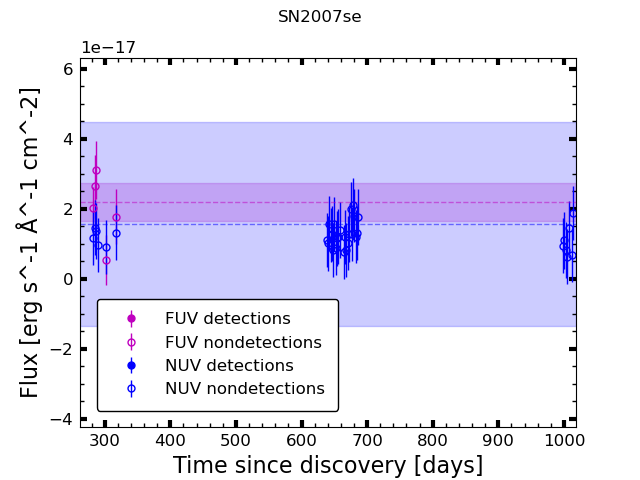 SN2007se
1e−17
6
4
2
0
−2
−4
Flux [erg s^-1 Å^-1 cm^-2]
FUV detections
FUV nondetections
NUV detections
NUV nondetections
300 400 500 600 700 800 900 1000
Time since discovery [days]